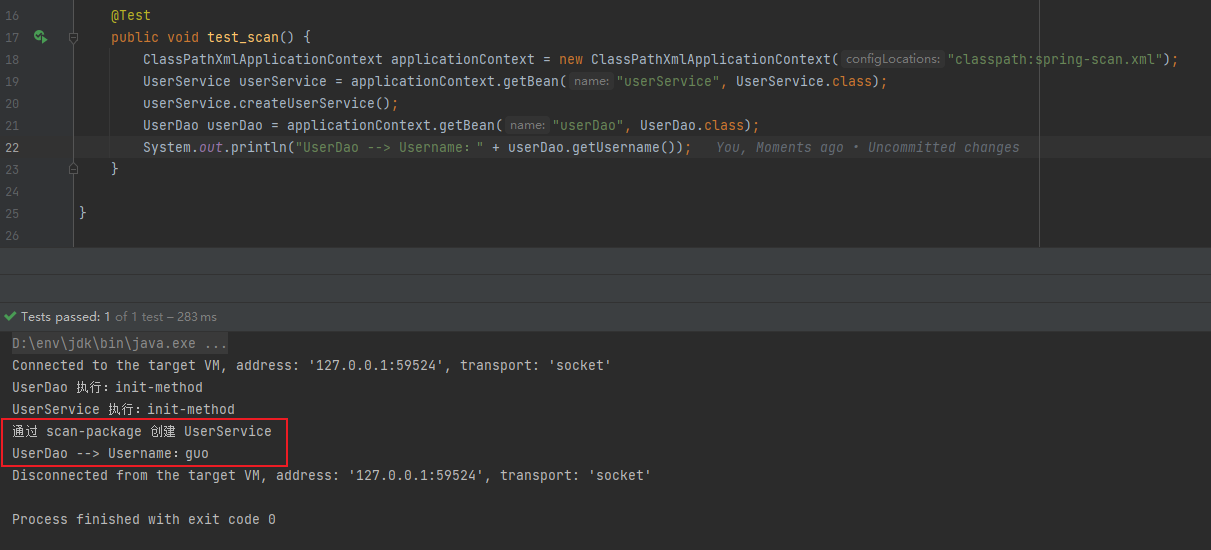 16 @Test
17 public void test_scan() {
18 ClassPathXmlApplicationContext applicationContext = new ClassPathXmlApplicationContext( configLocations: "classpath:spring-scan.xml");
19 UserService userService = applicationContext.getBean( name: "userService", UserService.class);
20 userService.createUserService();
21 UserDao userDao = applicationContext.getBean( name: "userDao", UserDao.class);
22 System.out.println("UserDao --> Username：" + userDao.getUsername()); You, Moments ago • Uncommitted changes
23 }
24
25 }
26
Tests passed: 1 of 1 test – 283 ms
D:\env\jdk\bin\java.exe ...
Connected to the target VM, address: '127.0.0.1:59524', transport: 'socket'
UserDao 执行：init-method
UserService 执行：init-method
通过 scan-package 创建 UserService
UserDao --> Username：guo
Disconnected from the target VM, address: '127.0.0.1:59524', transport: 'socket'
Process finished with exit code 0